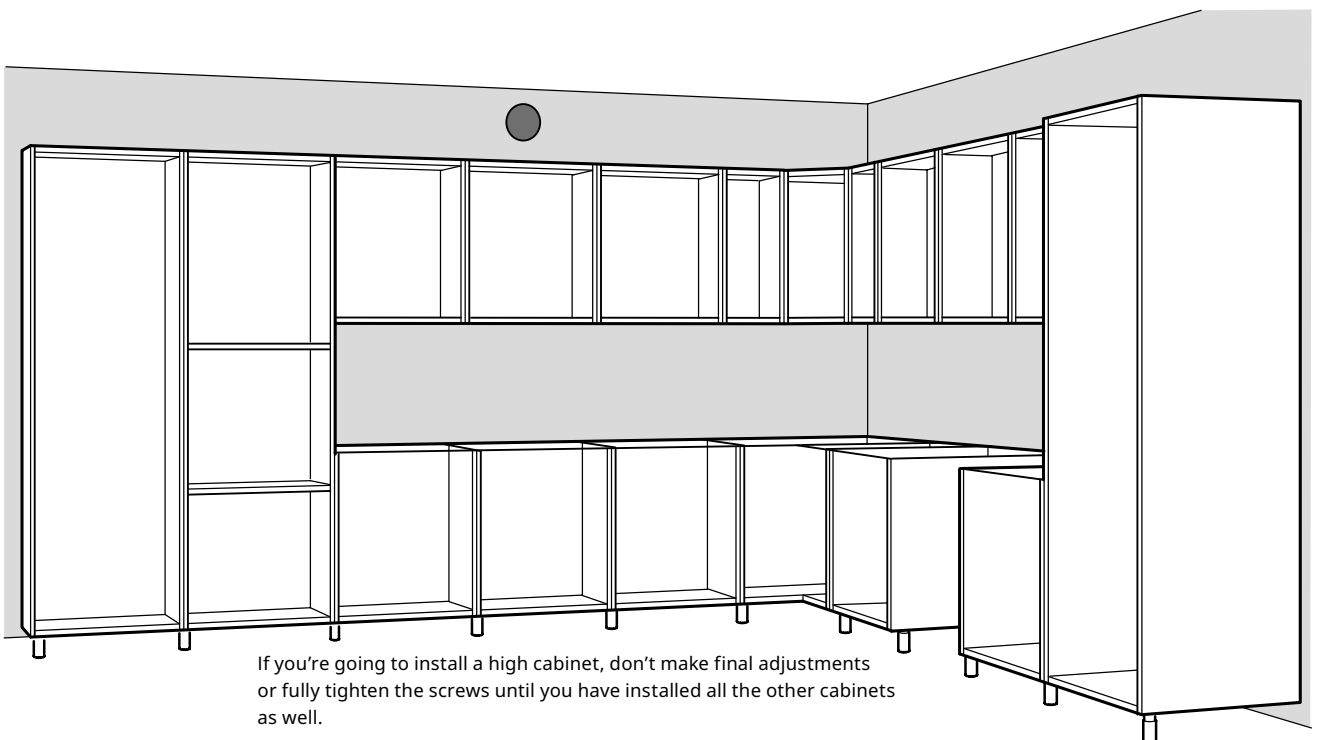 If you’re going to install a high cabinet, don’t make final adjustments
or fully tighten the screws until you have installed all the other cabinets
as well.